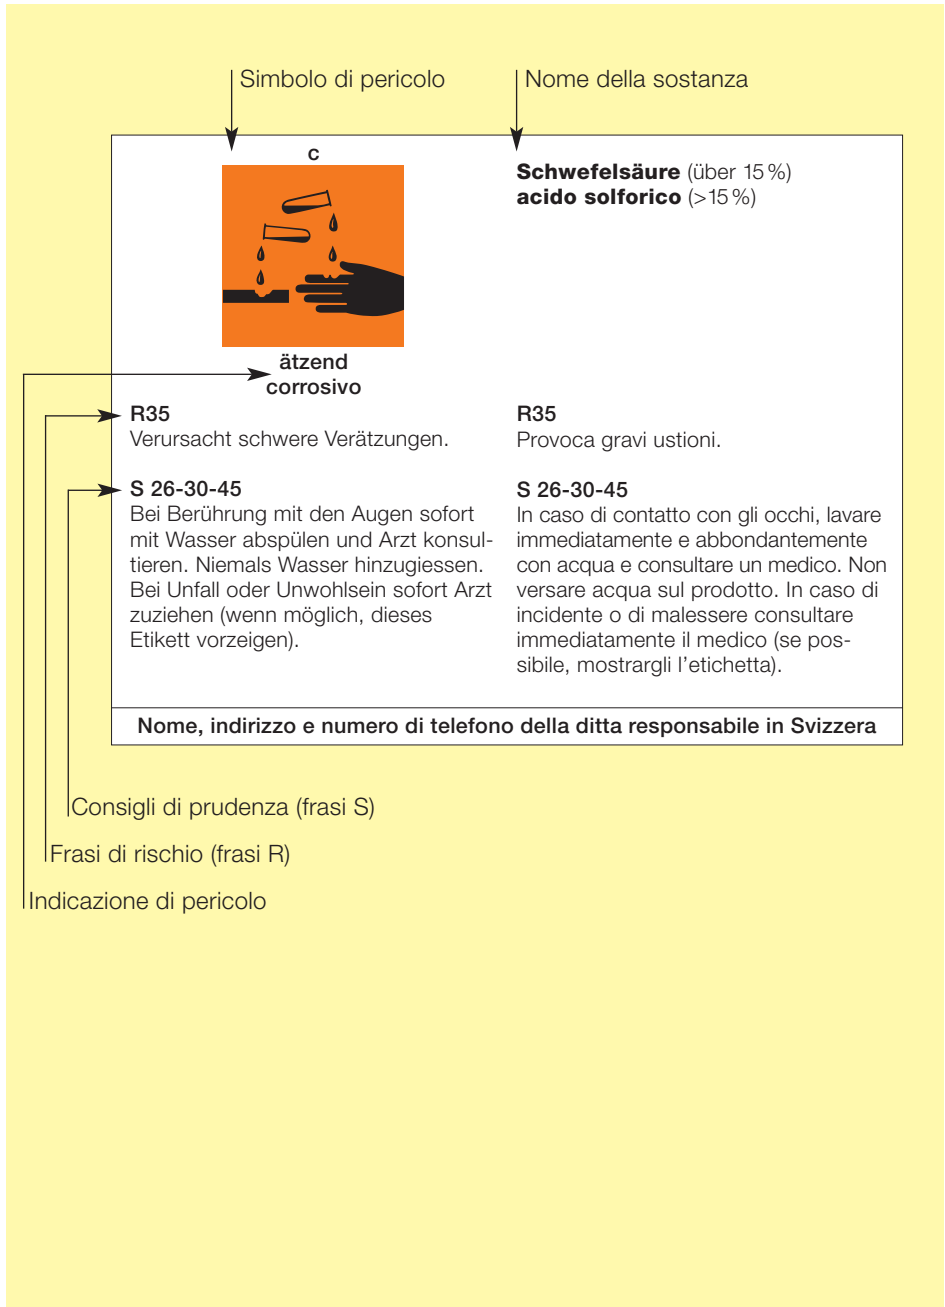 Simbolo di pericolo
Nome della sostanza
C
Schwefelsäure (über 15 %)
acido solforico (>15 %)
ätzend
corrosivo
R35
Verursacht schwere Verätzungen.
S 26-30-45
Bei Berührung mit den Augen sofort
mit Wasser abspülen und Arzt konsul-
tieren. Niemals Wasser hinzugiessen.
Bei Unfall oder Unwohlsein sofort Arzt
zuziehen (wenn möglich, dieses
Etikett vorzeigen).
R35
Provoca gravi ustioni.
S 26-30-45
In caso di contatto con gli occhi, lavare
immediatamente e abbondantemente
con acqua e consultare un medico. Non
versare acqua sul prodotto. In caso di
incidente o di malessere consultare
immediatamente il medico (se pos-
sibile, mostrargli l'etichetta).
Nome, indirizzo e numero di telefono della ditta responsabile in Svizzera
Consigli di prudenza (frasi S)
Frasi di rischio (frasi R)
Indicazione di pericolo